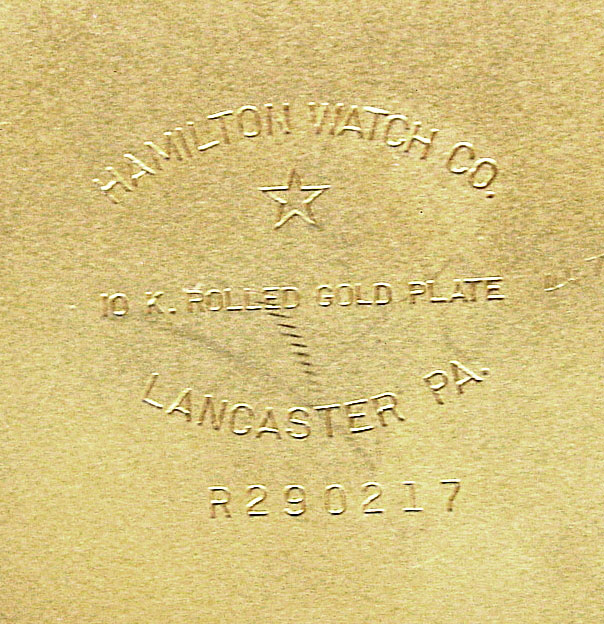 HAMILTON WATCH CO.
10 K. ROLLED GOLD PLATE
LANCASTER PA.
R290217